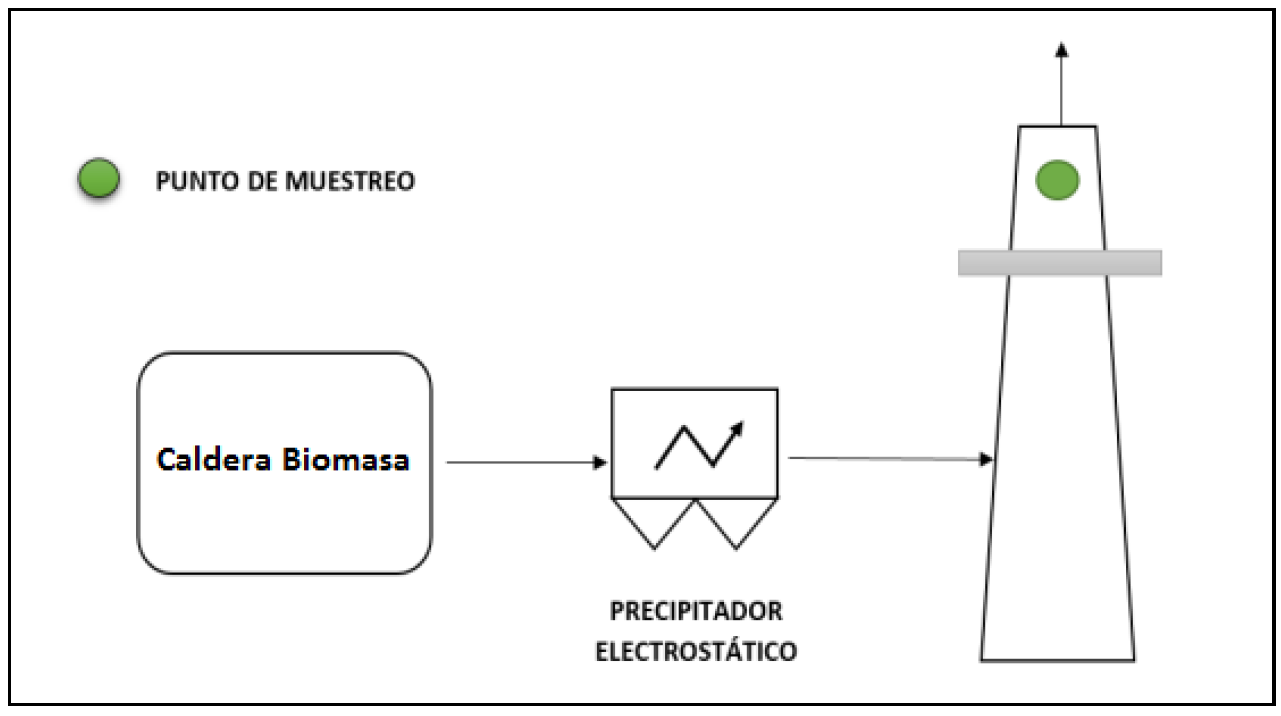 PUNTO DE MUESTREO
Caldera Biomasa
PRECIPITADOR
ELECTROSTÁTICO